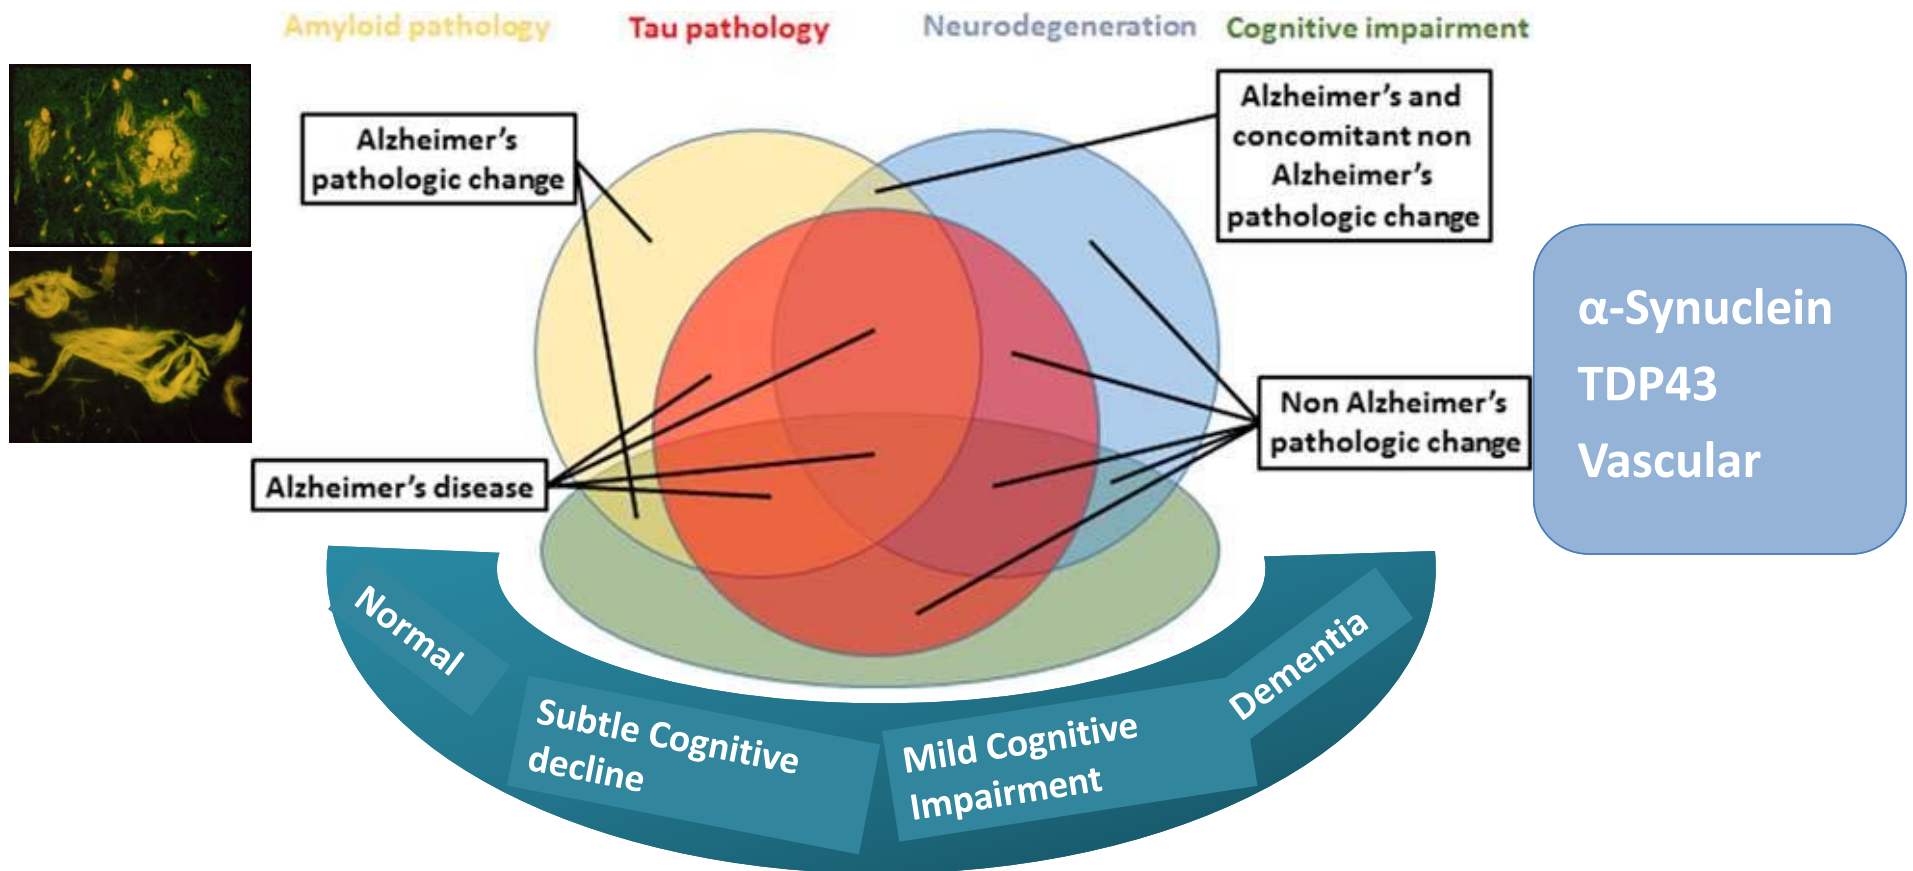 Amyloid pathology
Tau pathology
Neurodegeneration
Cognitive impairment
Alzheimer's
pathologic change
Alzheimer's and
concomitant non
Alzheimer's
pathologic change
α-Synuclein
TDP43
Vascular
Non Alzheimer's
pathologic change
Alzheimer's disease
Normal
Subtle Cognitive
decline
Mild Cognitive
Impairment
Dementia